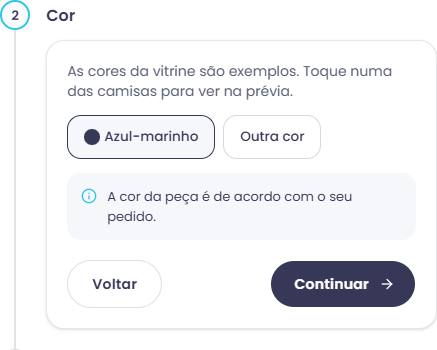 2
Cor
As cores da vitrine são exemplos. Toque numa
das camisas para ver na prévia.
Azul-marinho
Outra cor
A cor da peça é de acordo com o seu
pedido.
Voltar
Continuar →